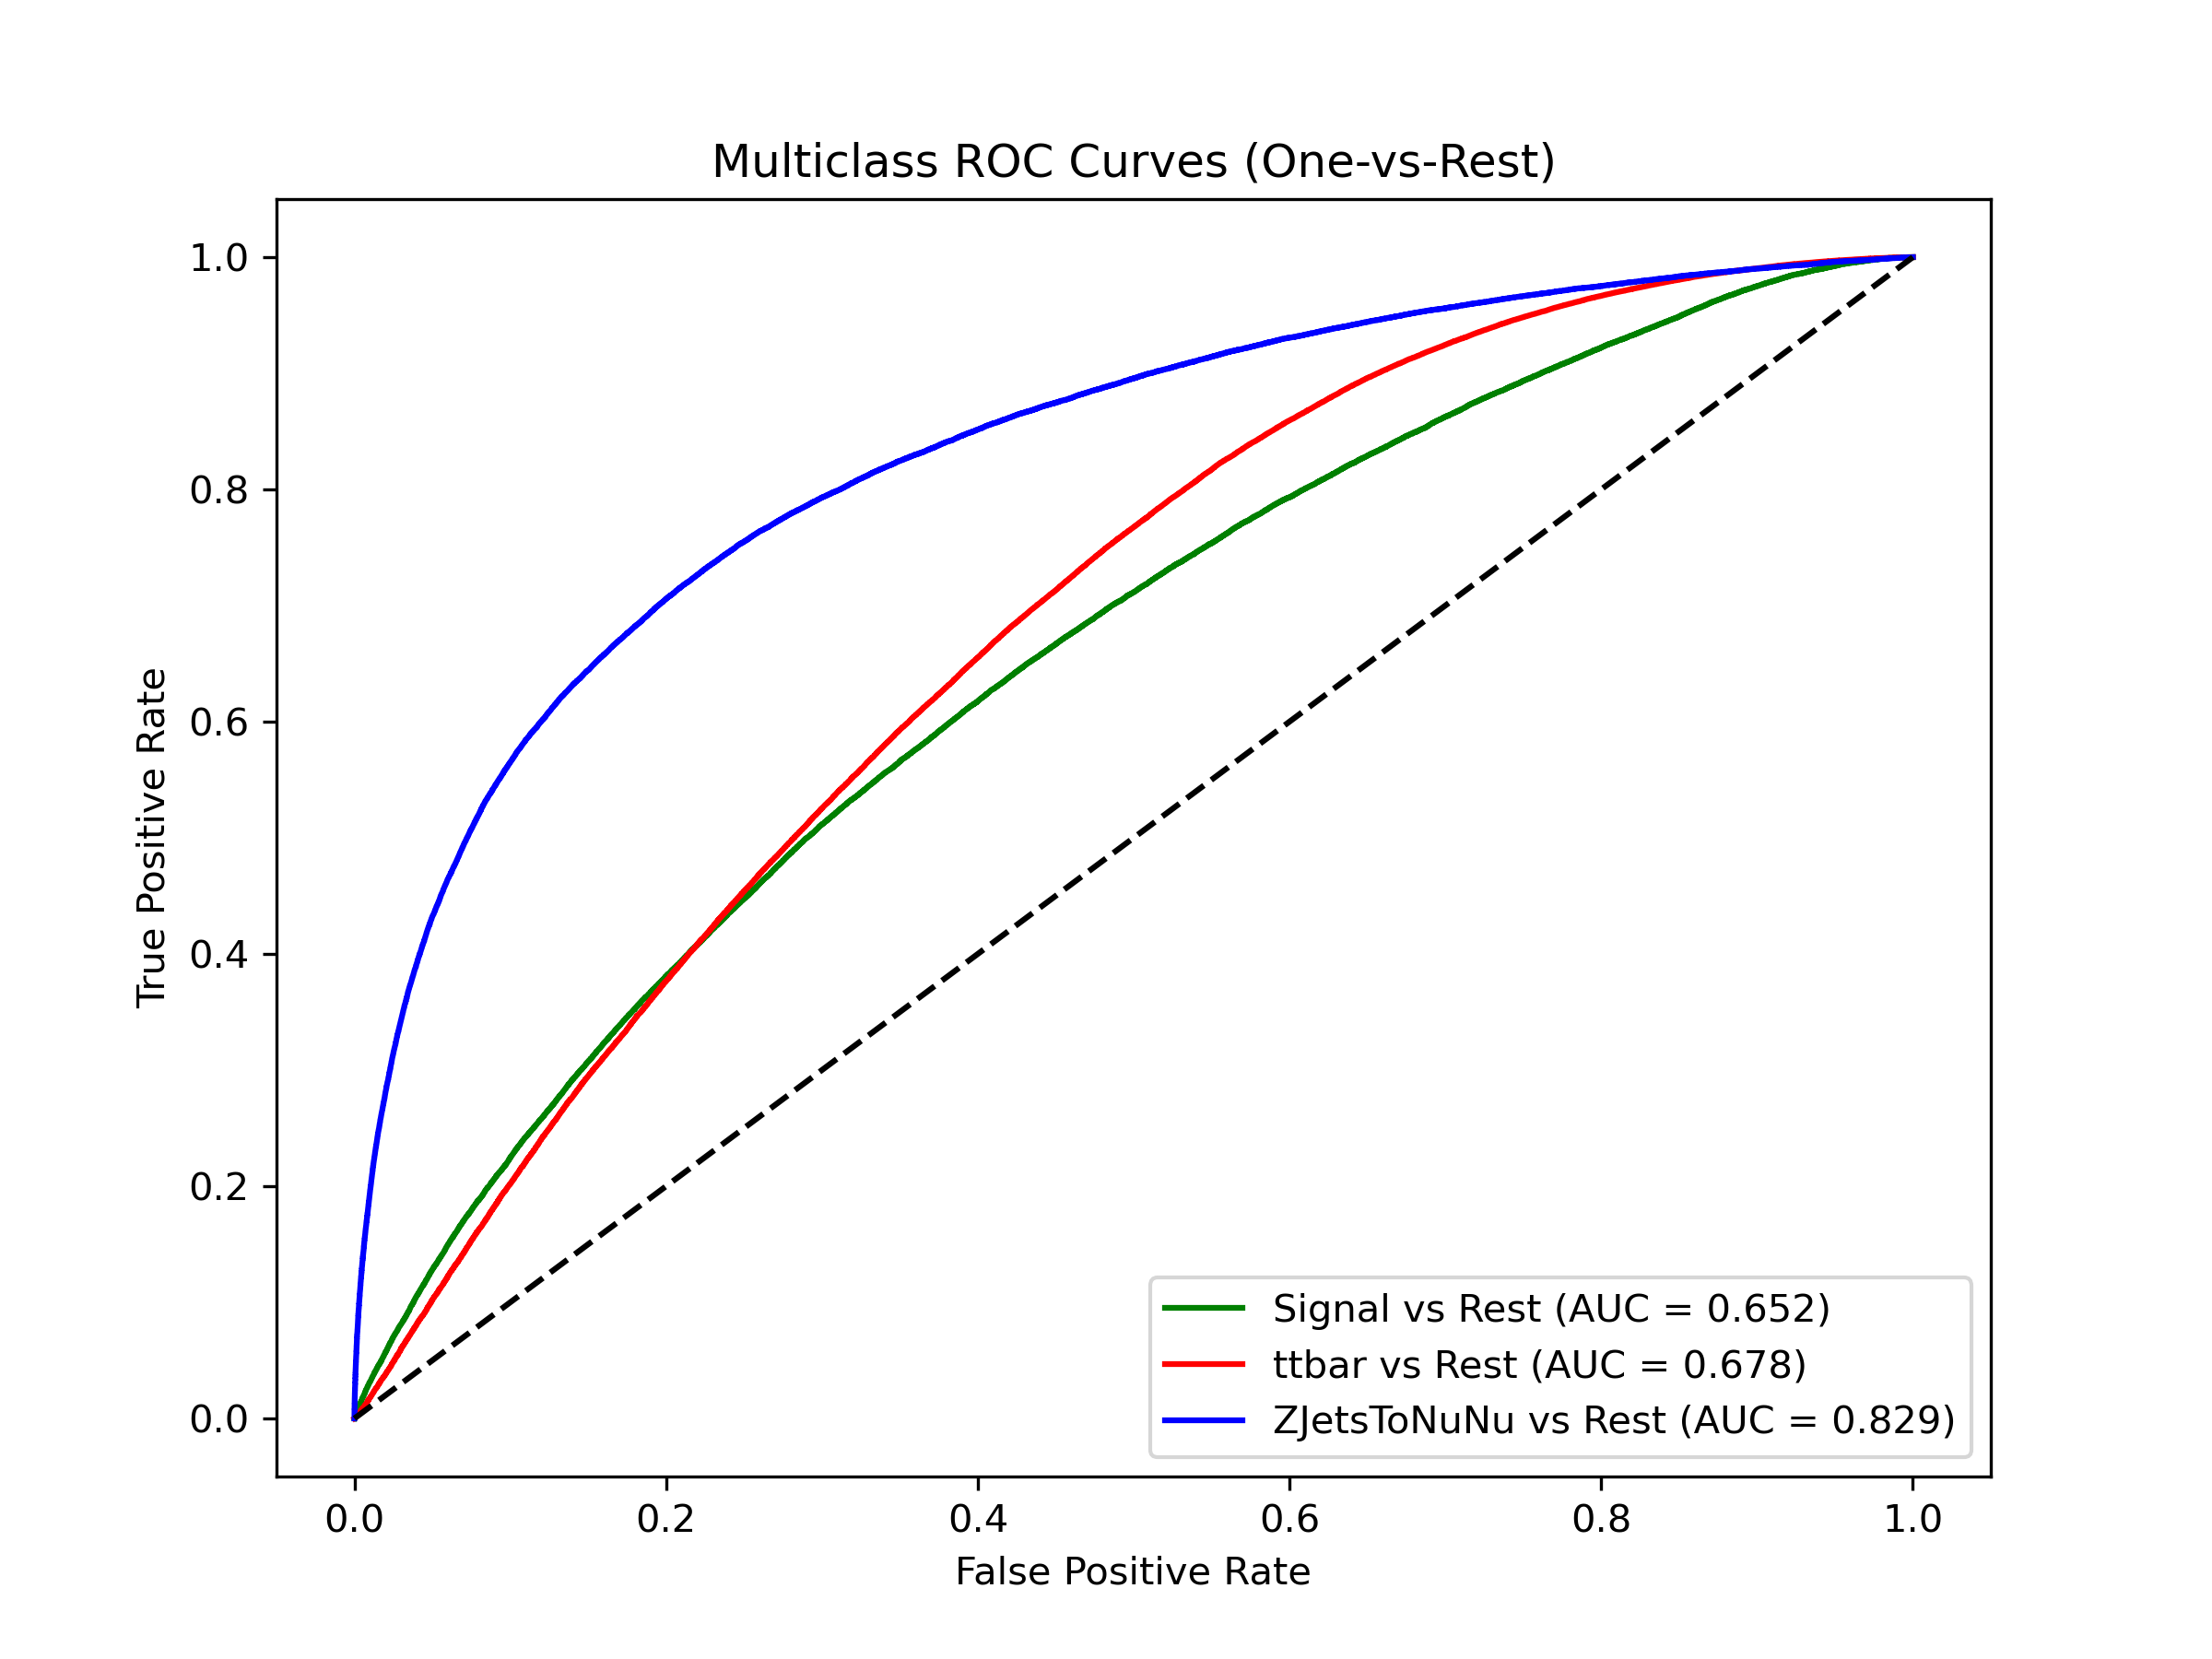 Multiclass ROC Curves (One-vs-Rest)
True Positive Rate
1.0
0.8
0.6
0.4
0.2
0.0
Signal vs Rest (AUC = 0.652)
ttbar vs Rest (AUC = 0.678)
ZJetsToNuNu vs Rest (AUC = 0.829)
0.0 0.2 0.4 0.6 0.8 1.0
False Positive Rate